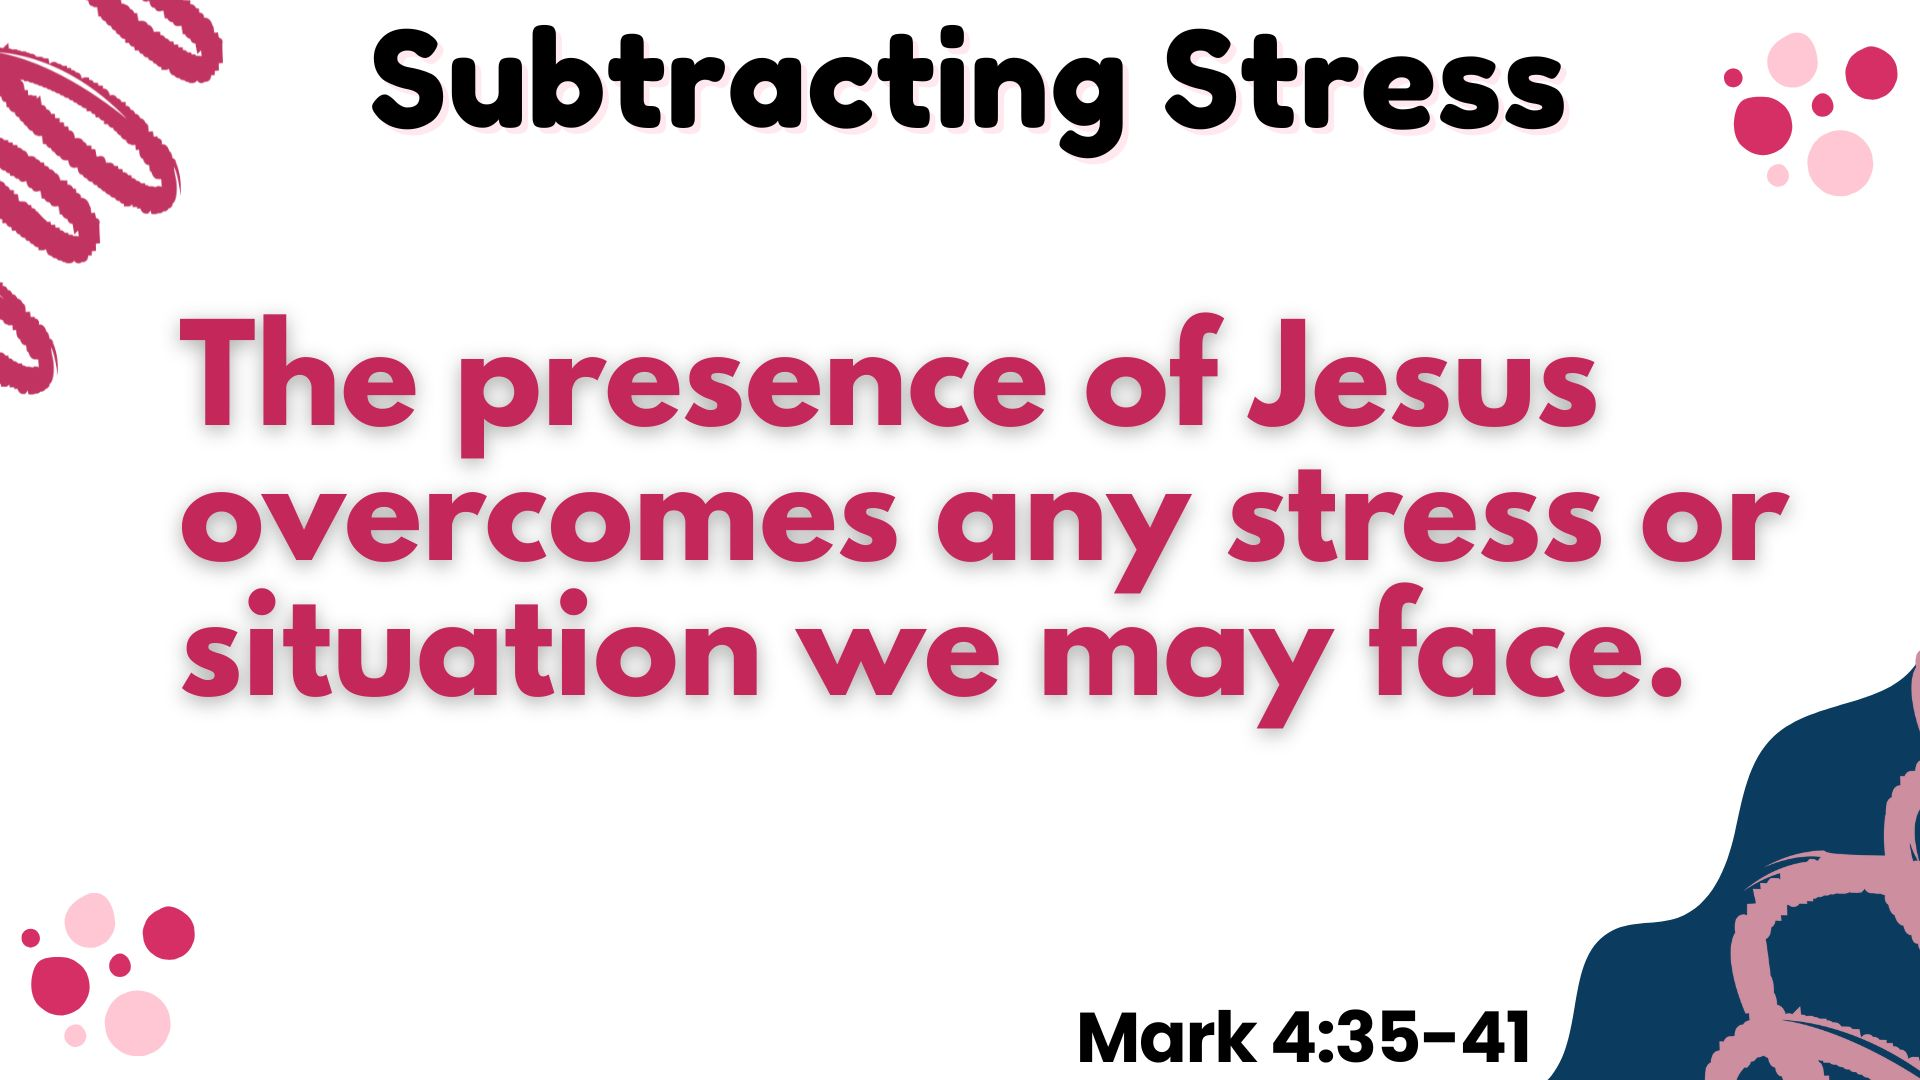 Subtracting Stress
The presence of Jesus
overcomes any stress or
situation we may face.
Mark 4:35-41